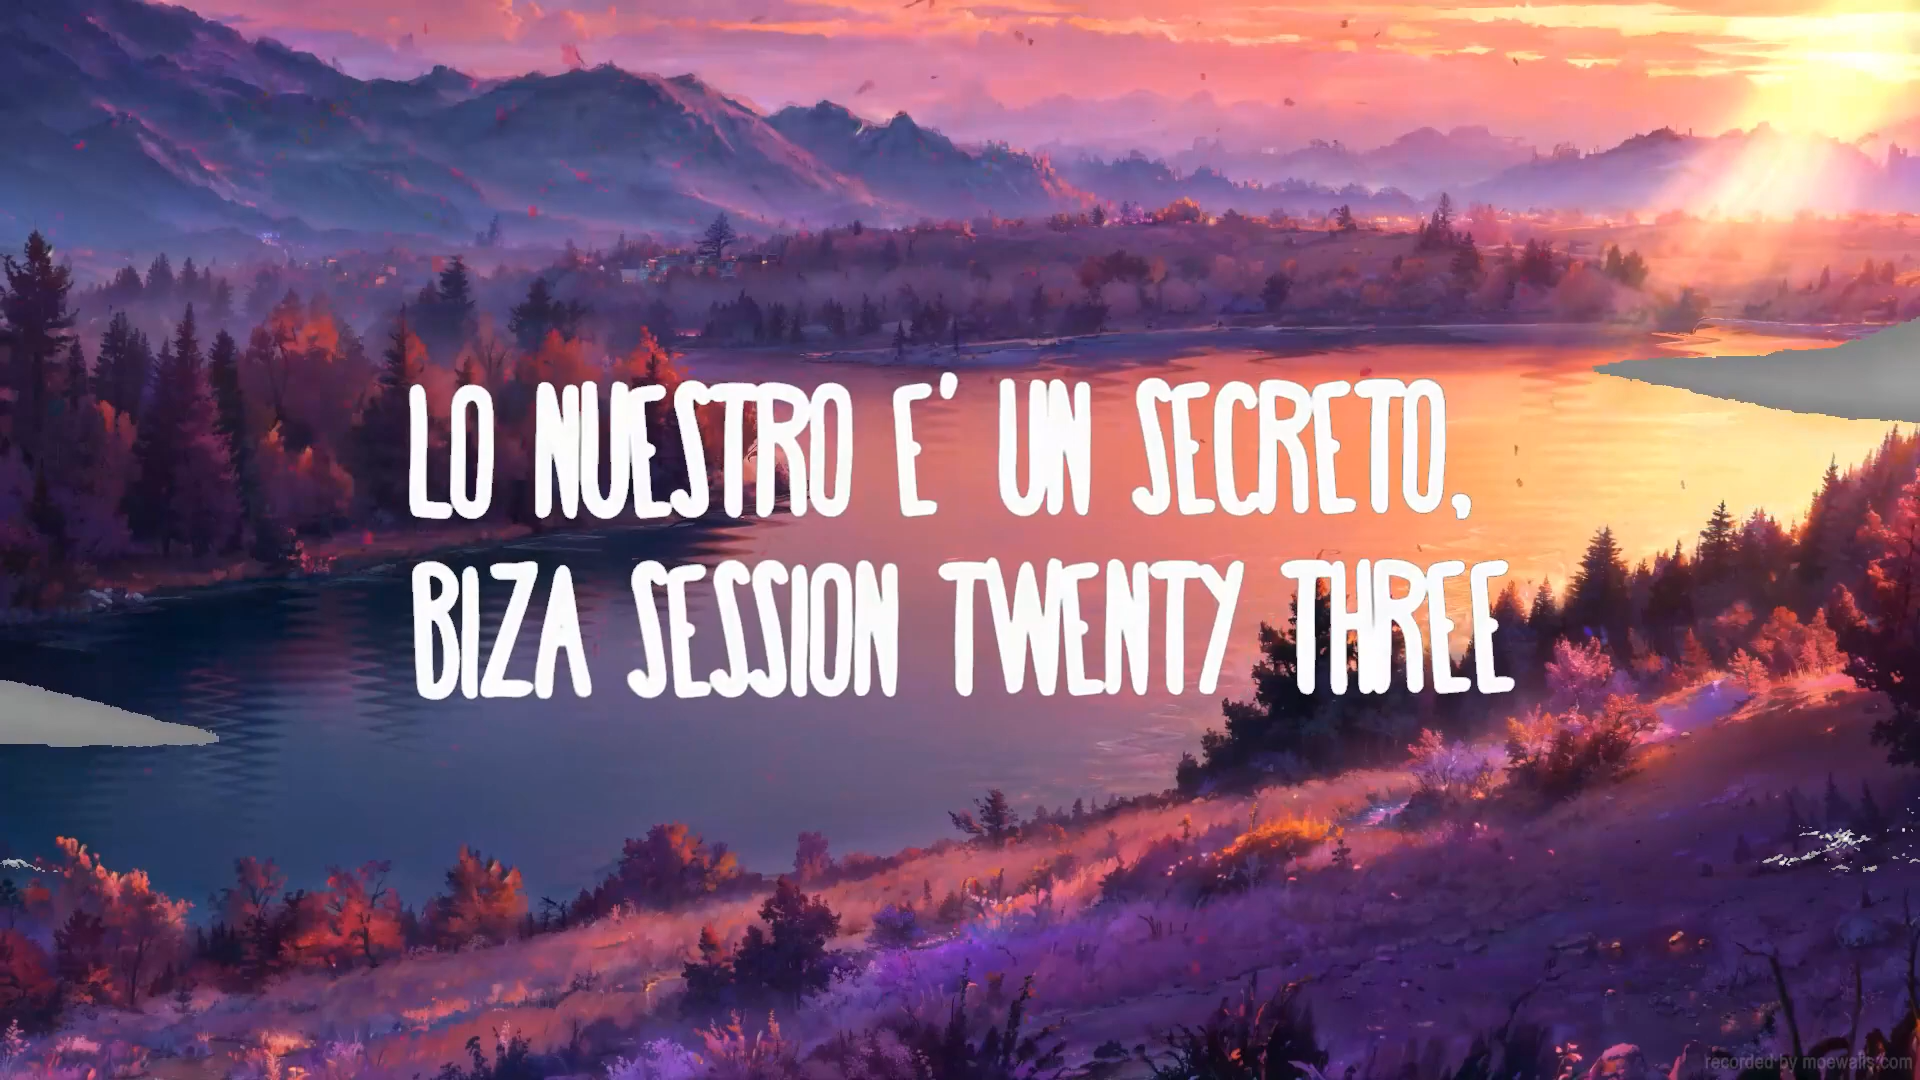 LO NUESTRO E' UN SECRETO,
BIZA SESSION TWENTY THREE
recorded by moewalls.com